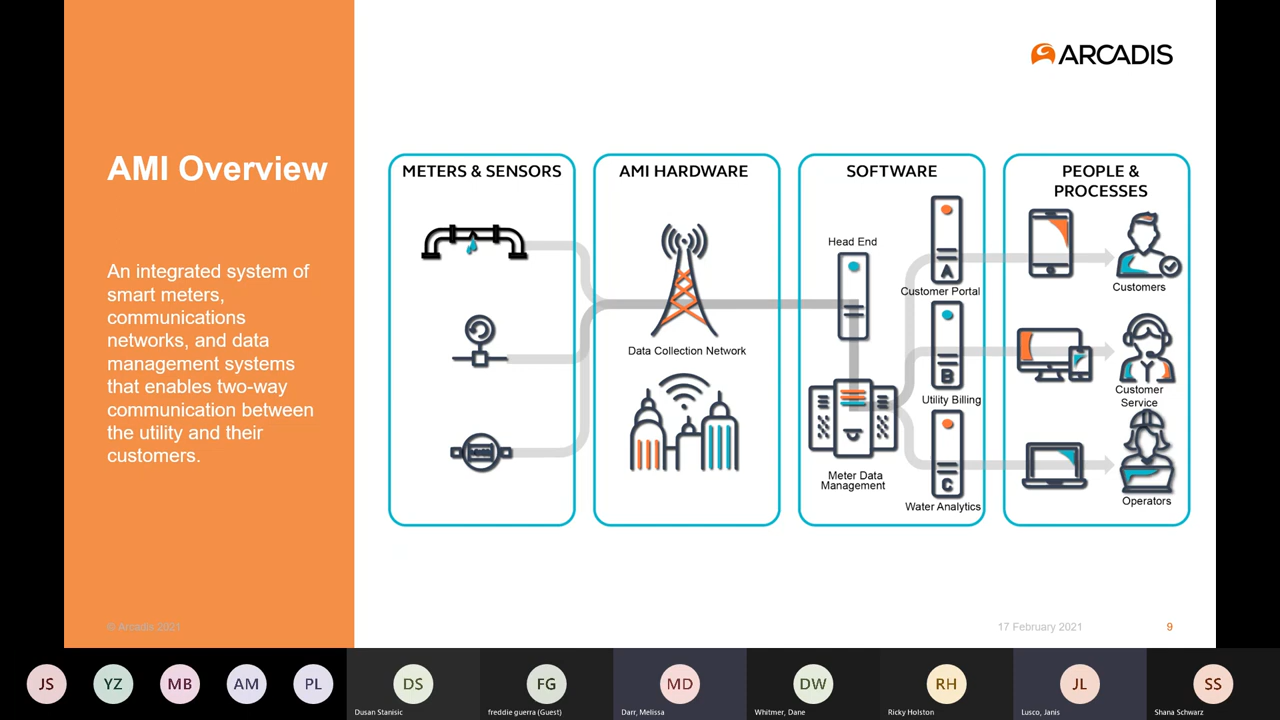 ARCADIS
AMI Overview
An integrated system of
smart meters,
communications
networks, and data
management systems
that enables two-way
communication between
the utility and their
customers.
METERS & SENSORS
AMI HARDWARE
Data Collection Network
SOFTWARE
Head End
Meter Data
Management
A
Customer Portal
B
Utility Billing
C
Water Analytics
PEOPLE &
PROCESSES
Customers
Customer
Service
Operators
© Arcadis 2021
17 February 2021
9
JS
YZ
MB
AM
PL
DS
Dusan Stanisic
FG
freddie guerra (Guest)
MD
Darr, Melissa
DW
Whitmer, Dane
RH
Ricky Holston
JL
Lusco, Janis
SS
Shana Schwarz